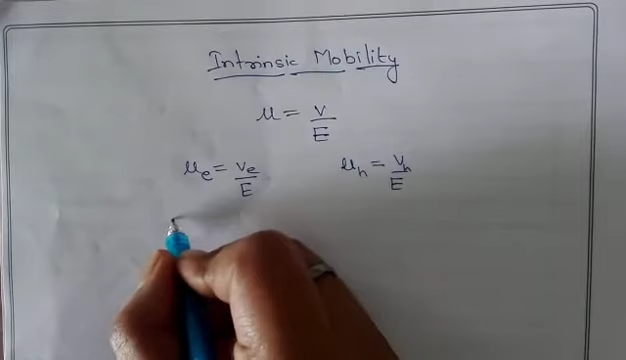 Intrinsic Mobility
μ = v/E
μₑ = vₑ/E μₕ = vₕ/E